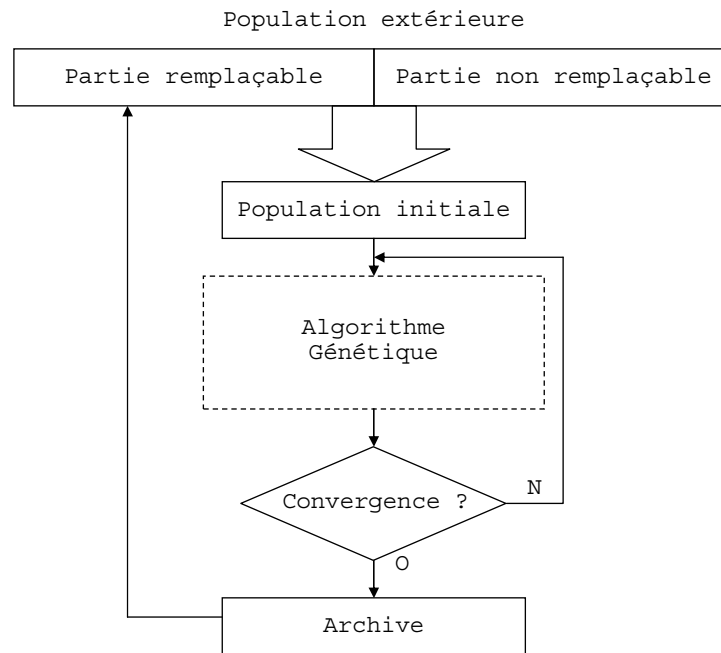 Population extérieure
Partie remplaçable
Partie non remplaçable
Population initiale
Algorithme
Génétique
Convergence ?
N
O
Archive